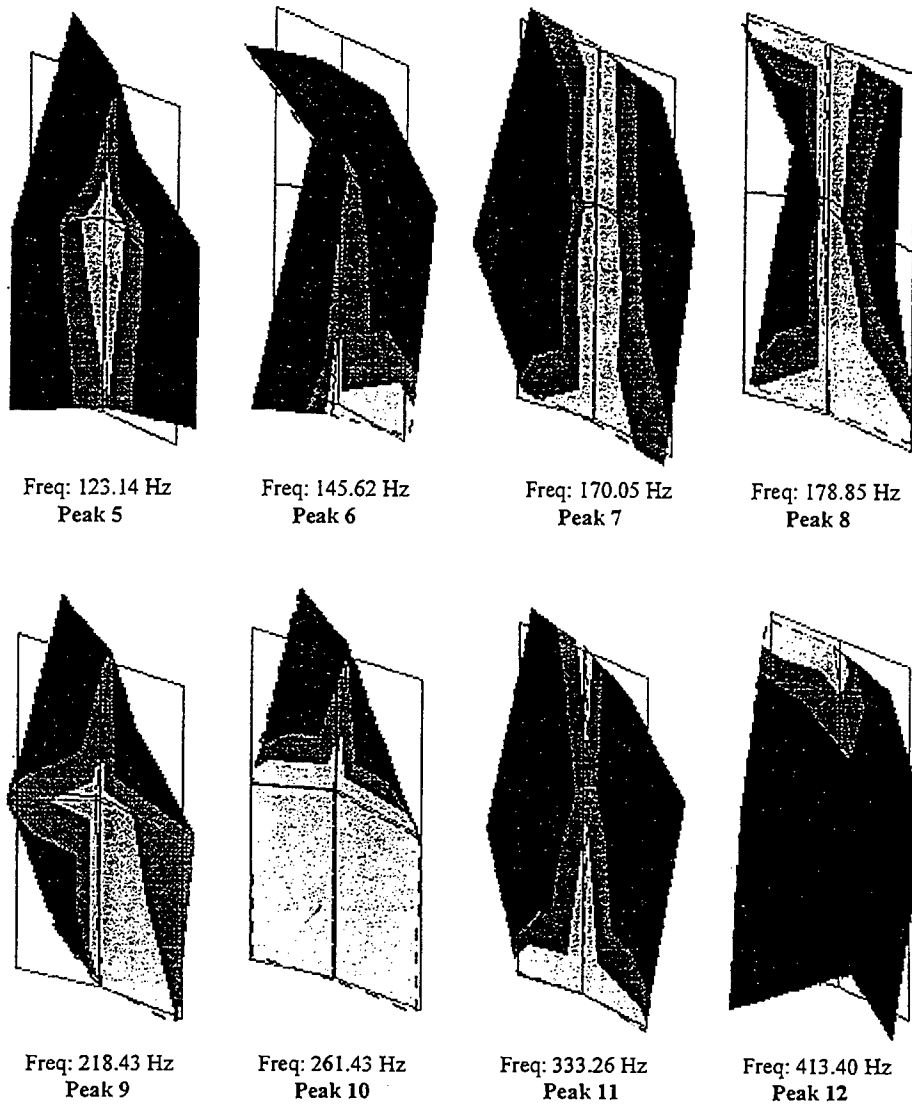 Freq: 123.14 Hz
Peak 5
Freq: 145.62 Hz
Peak 6
Freq: 170.05 Hz
Peak 7
Freq: 178.85 Hz
Peak 8
Freq: 218.43 Hz
Peak 9
Freq: 261.43 Hz
Peak 10
Freq: 333.26 Hz
Peak 11
Freq: 413.40 Hz
Peak 12